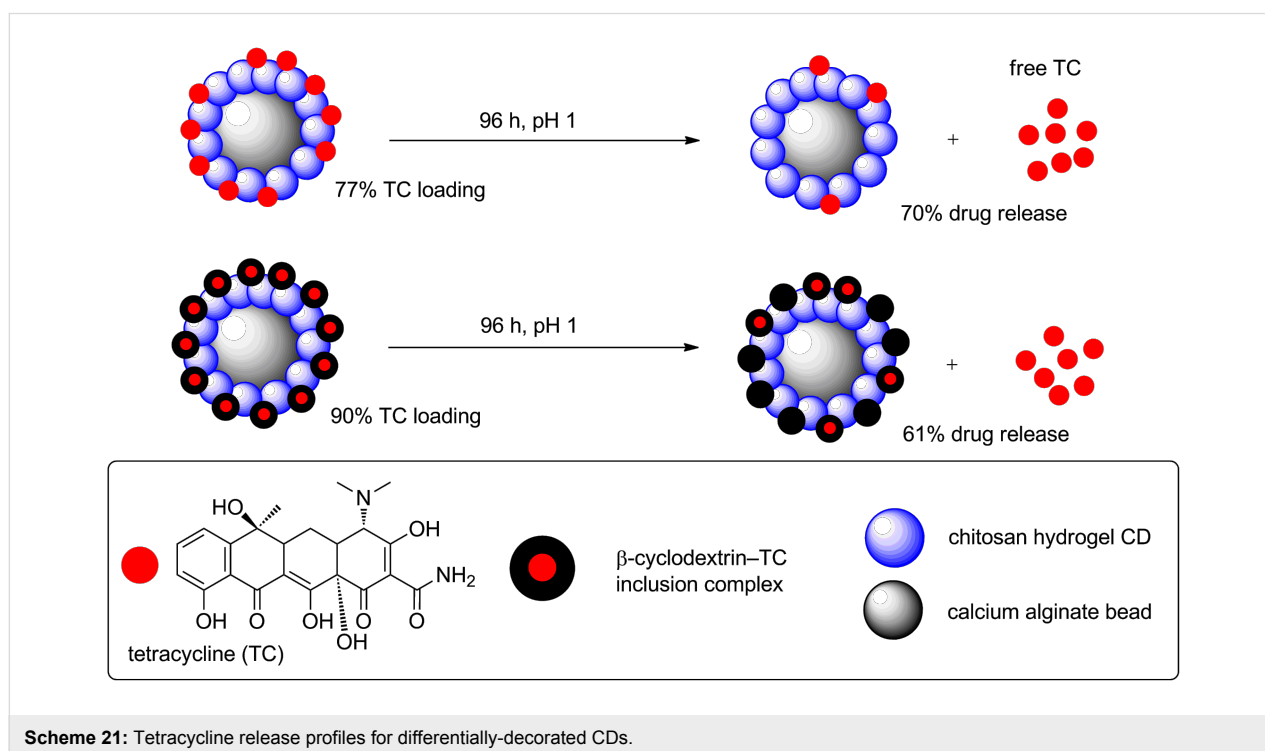 free TC
96 h, pH 1
+
77% TC loading
70% drug release
96 h, pH 1
+
90% TC loading
61% drug release
N
HO
OH
NH2
OH
O
OH
O
O
OH
tetracycline (TC)
β-cyclodextrin–TC
inclusion complex
chitosan hydrogel CD
calcium alginate bead
Scheme 21: Tetracycline release profiles for differentially-decorated CDs.